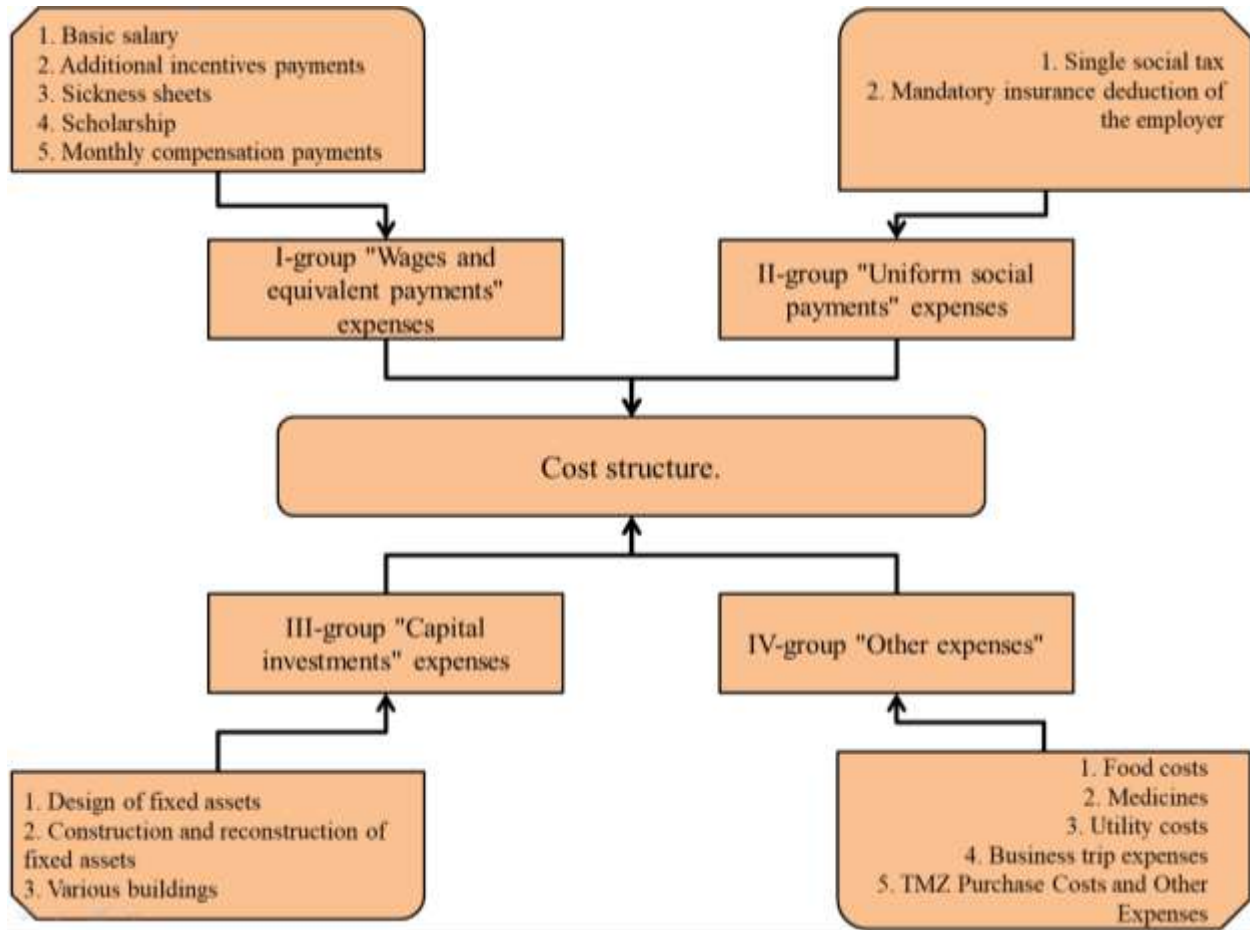 1. Basic salary
2. Additional incentives payments
3. Sickness sheets
4. Scholarship
5. Monthly compensation payments
1. Single social tax
2. Mandatory insurance deduction of
the employer
I-group "Wages and
equivalent payments"
expenses
II-group "Uniform social
payments" expenses
Cost structure.
III-group "Capital
investments" expenses
IV-group "Other expenses"
1. Design of fixed assets
2. Construction and reconstruction of
fixed assets
3. Various buildings
1. Food costs
2. Medicines
3. Utility costs
4. Business trip expenses
5. TMZ Purchase Costs and Other
Expenses